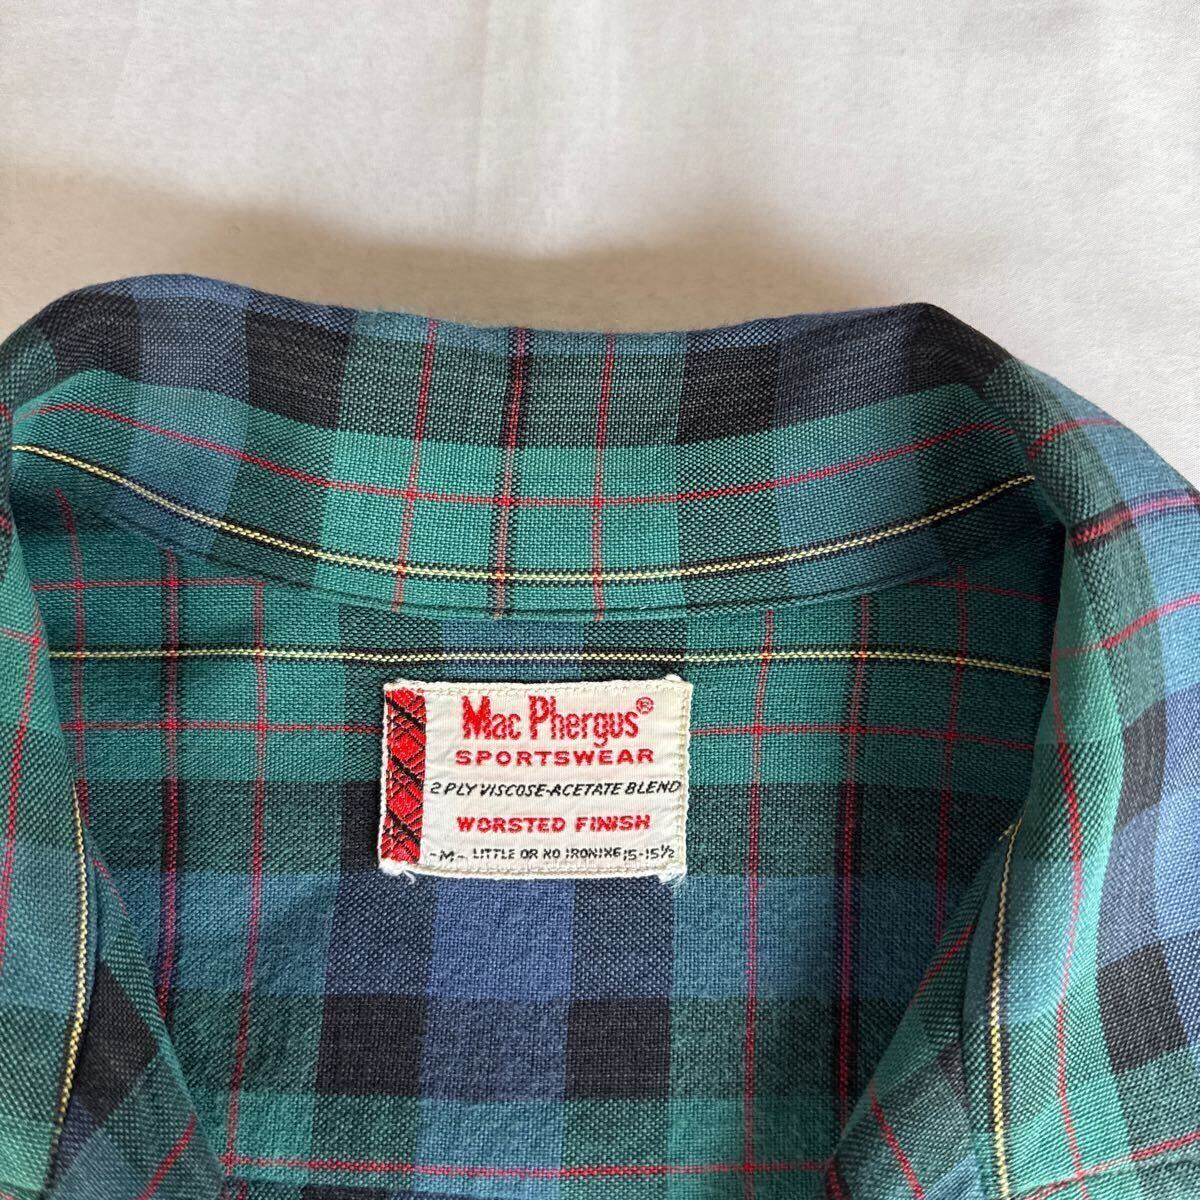 Mac Phergus®
SPORTSWEAR
2 PLY VISCOSE-ACETATE BLEND
WORSTED FINISH
-M- LITTLE OR NO IRONING 15-15½